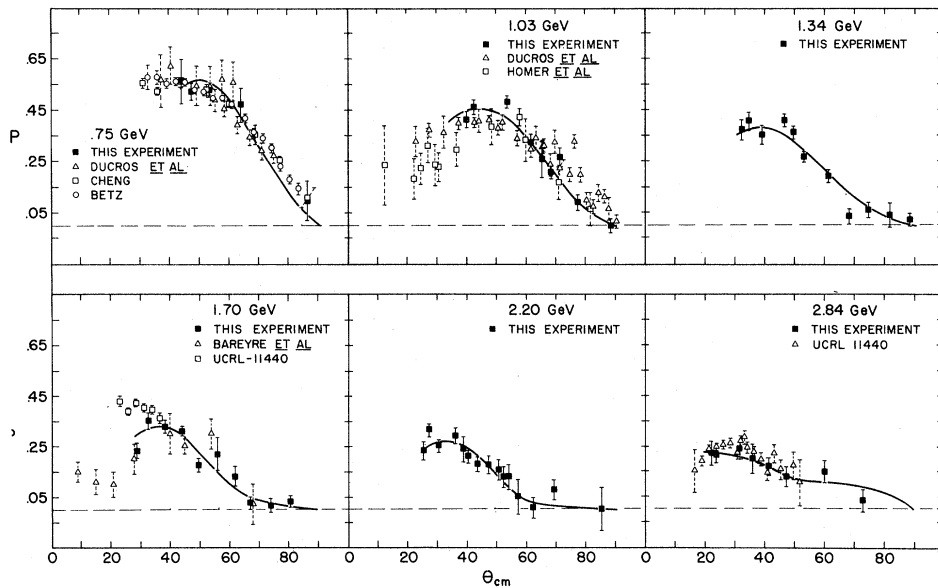 1.03 GeV
THIS EXPERIMENT
DUCROS ET AL
HOMER ET AL
1.34 GeV
THIS EXPERIMENT
.65
.45
P
.25
.05
.75 GeV
THIS EXPERIMENT
DUCROS ET AL
CHENG
BETZ
1.70 GeV
THIS EXPERIMENT
BAREYRE ET AL
UCRL-11440
2.20 GeV
THIS EXPERIMENT
2.84 GeV
THIS EXPERIMENT
UCRL 11440
.65
.45
.25
.05
0 20 40 60 80 0 20 40 60 80 0 20 40 60 80
θcm